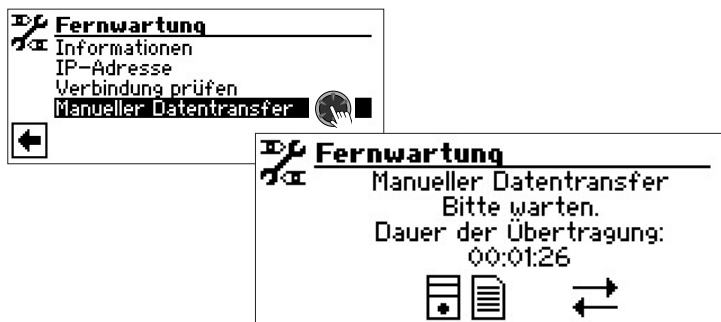 Fernwartung
Informationen
IP-Adresse
Verbindung prüfen
Manueller Datentransfer
Fernwartung
Manueller Datentransfer
Bitte warten.
Dauer der Übertragung:
00:01:26